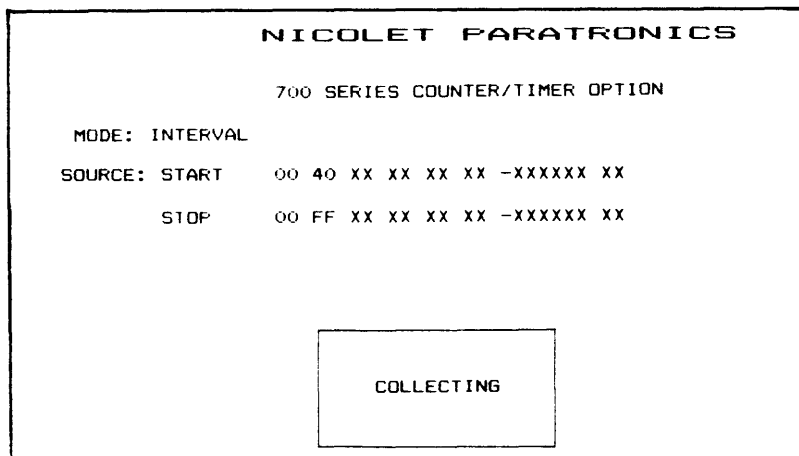 NICOLET PARATRONICS
700 SERIES COUNTER/TIMER OPTION
MODE: INTERVAL
SOURCE: START 00 40 XX XX XX XX -XXXXXX XX
STOP 00 FF XX XX XX XX -XXXXXX XX
COLLECTING